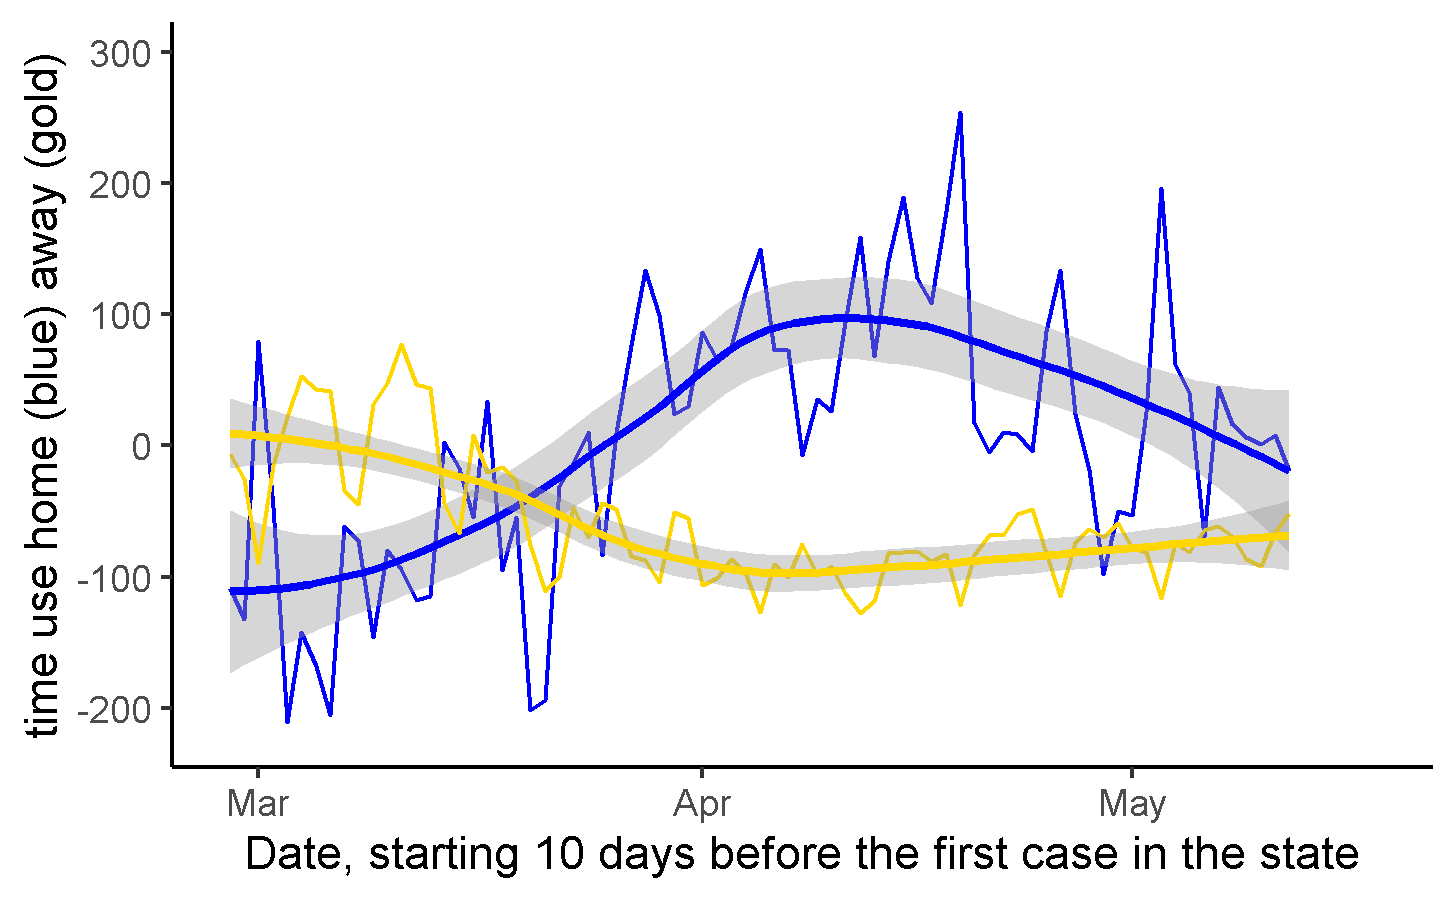 time use home (blue) away (gold)
300
200
100
0
-100
-200
Mar Apr May
Date, starting 10 days before the first case in the state